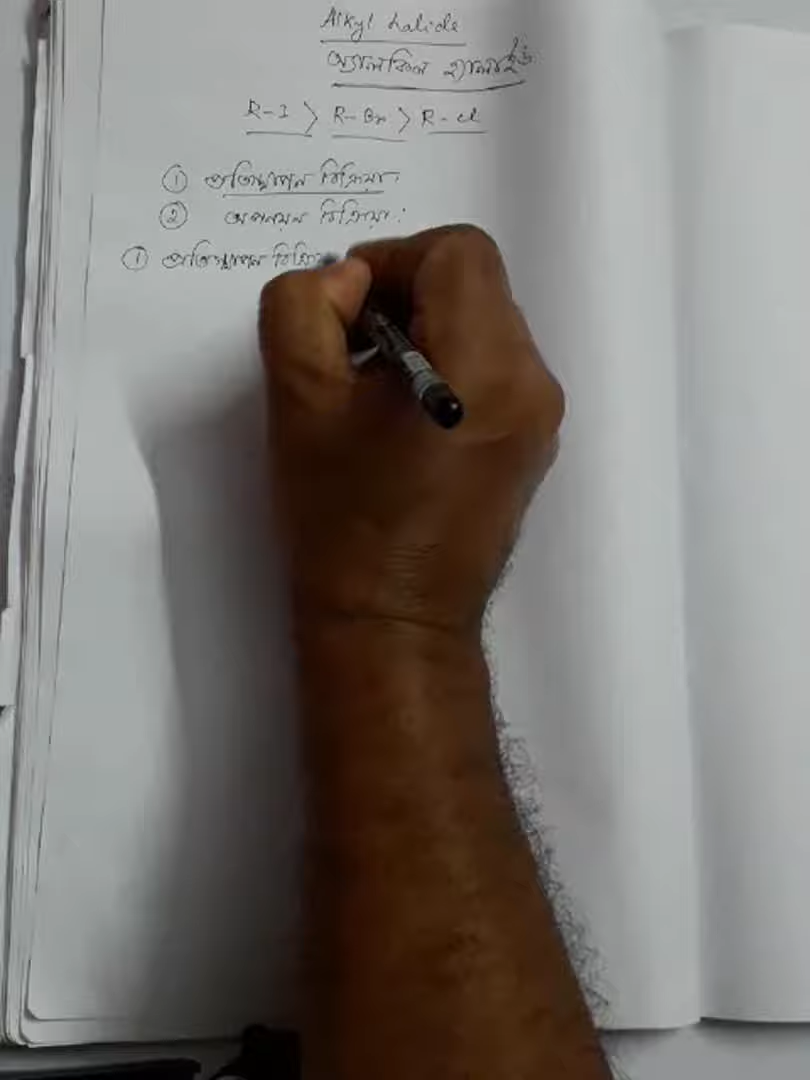 Alkyl halide
অ্যালকিল হ্যালাইড
R-I > R-Br > R-Cl
① প্রতিস্থাপন বিক্রিয়া:
② অপনয়ন বিক্রিয়া:
① প্রতিস্থাপন